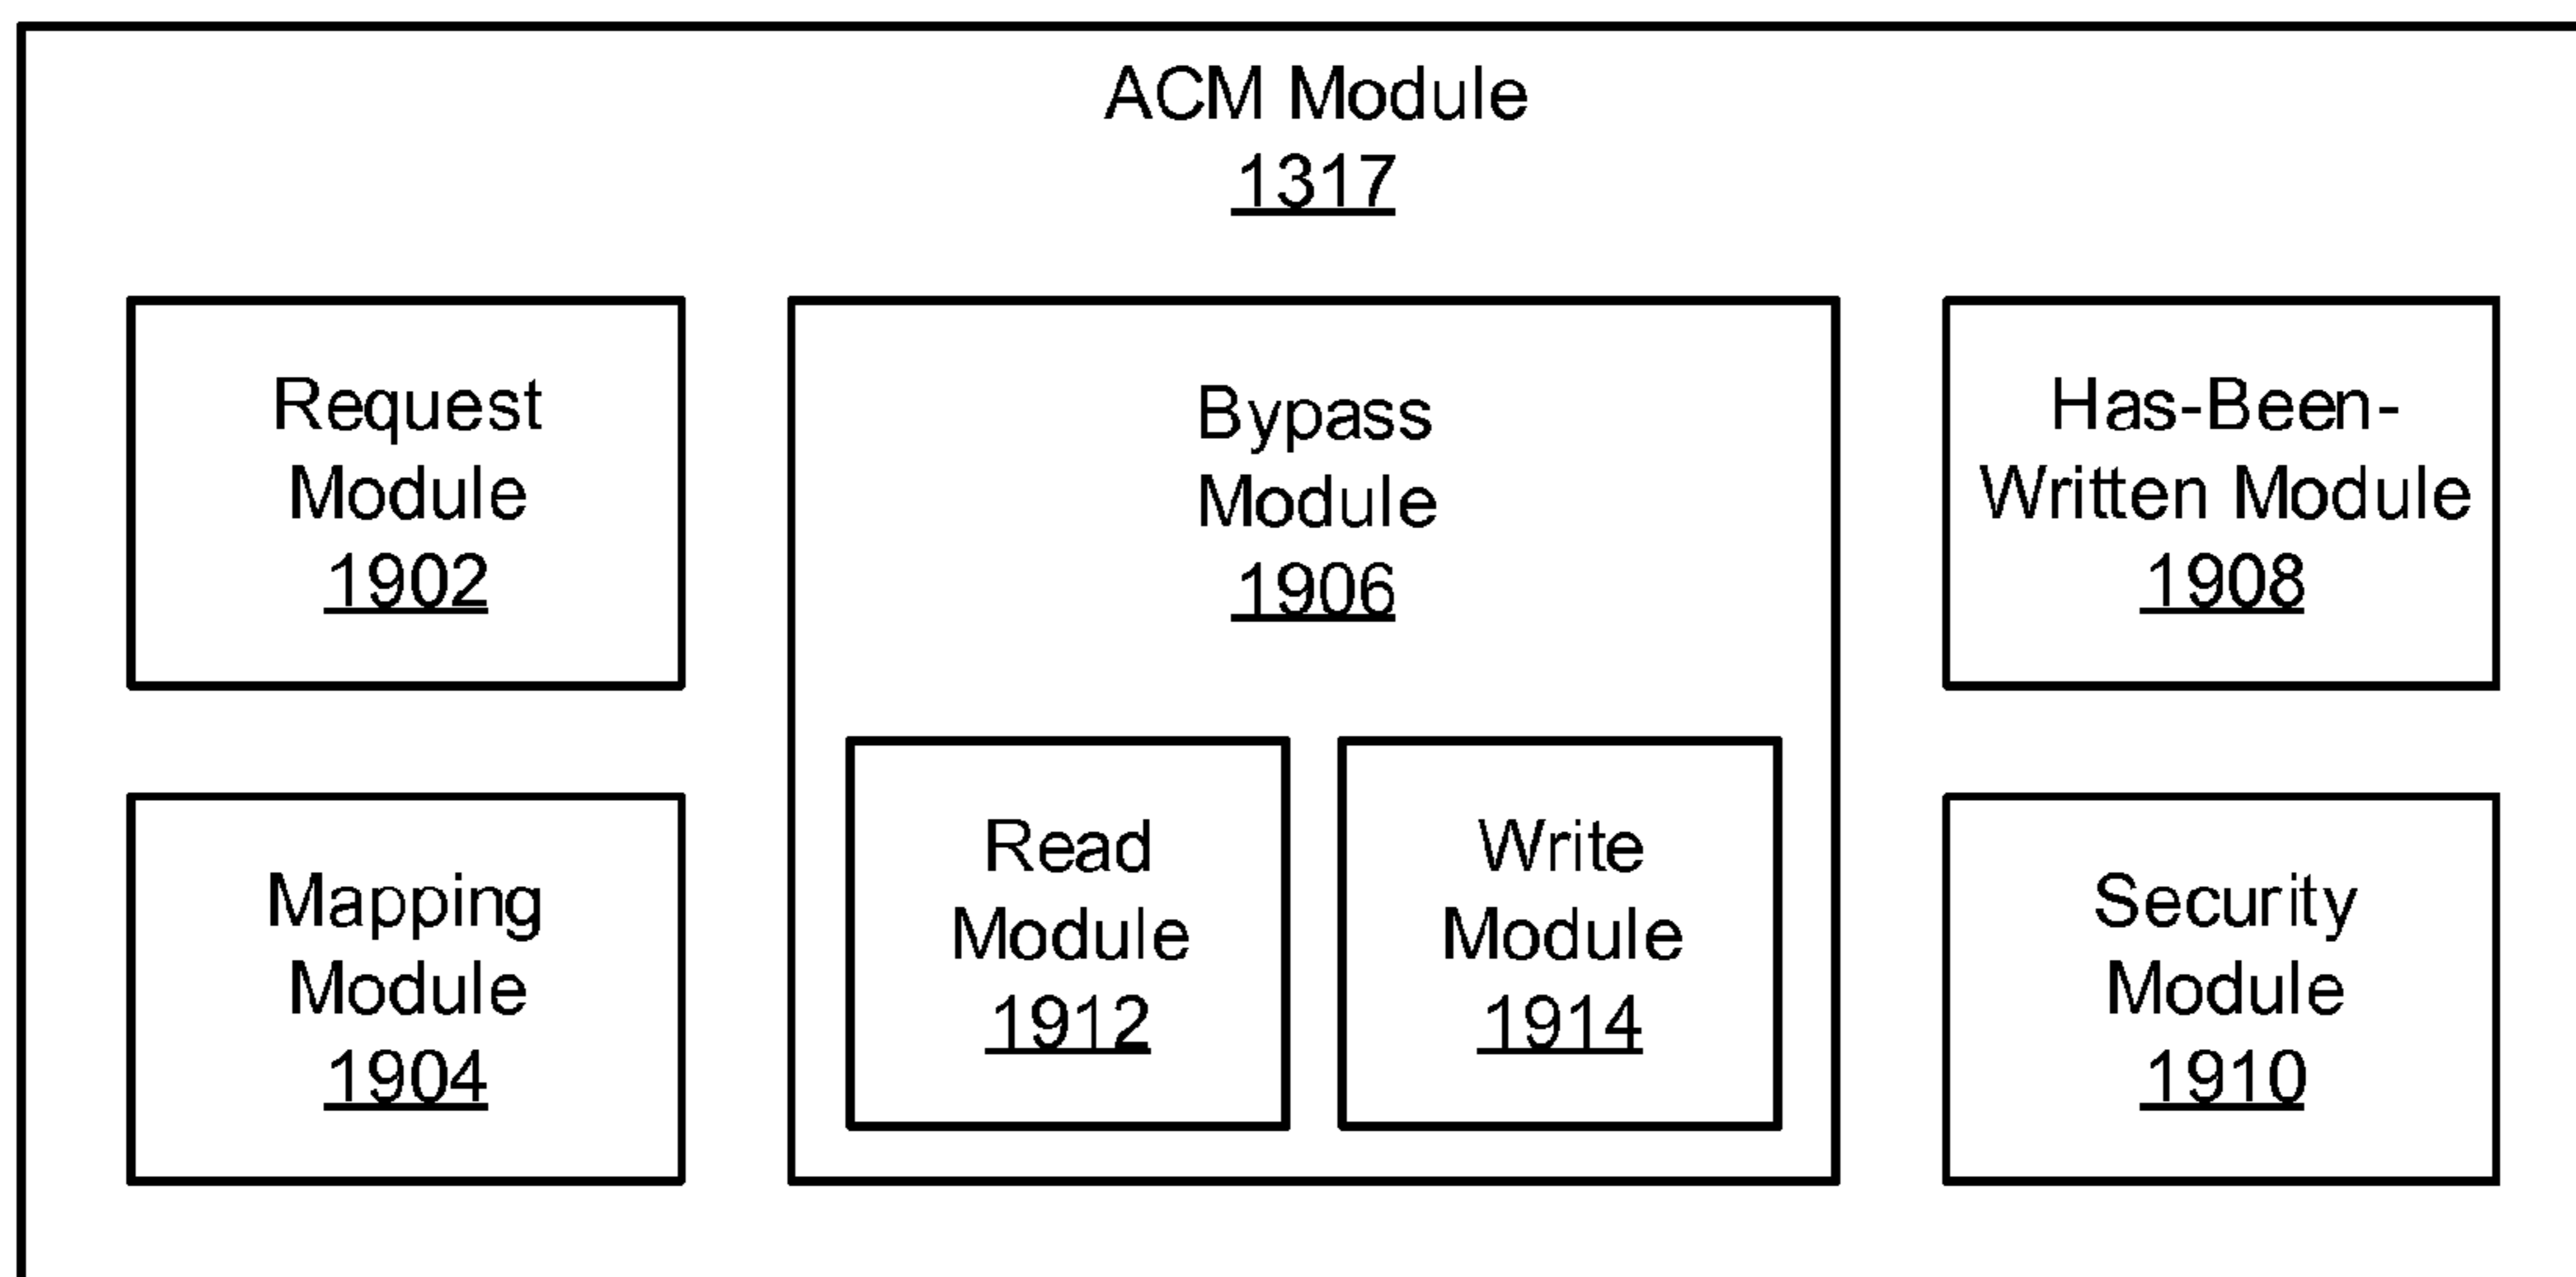 ACM Module
1317
Request
Module
1902
Bypass
Module
1906
Has-Been-
Written Module
1908
Mapping
Module
1904
Read
Module
1912
Write
Module
1914
Security
Module
1910